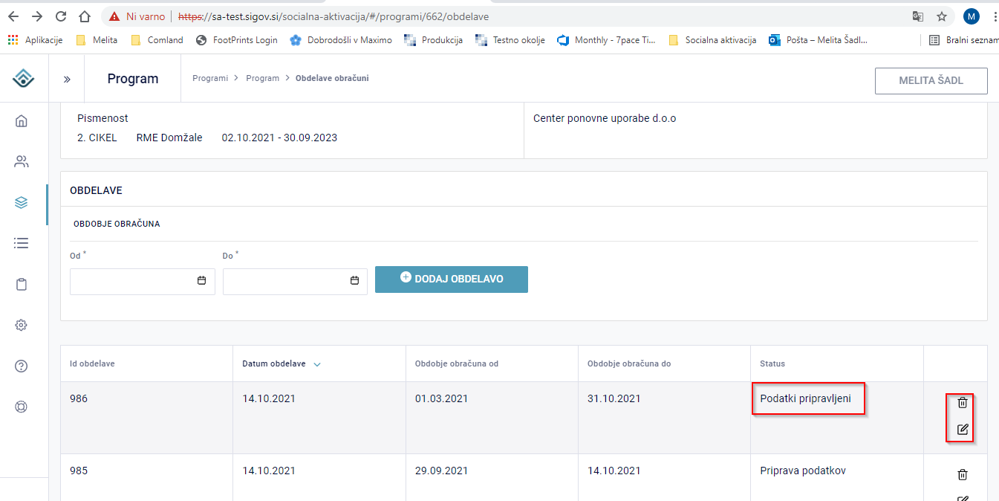 Ni varno https://sa-test.sigov.si/socialna-aktivacija/#/programi/662/obdelave M
Aplikacije Melita Comland FootPrints Login Dobrodošli v Maximo Produkcija Testno okolje Monthly - 7pace Ti... Socialna aktivacija Pošta – Melita Šadl... Bralni seznam
Program Programi > Program > Obdelave obračuni MELITA ŠADL
Pismenost Center ponovne uporabe d.o.o
2. CIKEL RME Domžale 02.10.2021 - 30.09.2023
OBDELAVE
OBDOBJE OBRAČUNA
Od * Do *
DODAJ OBDELAVO
Id obdelave Datum obdelave Obdobje obračuna od Obdobje obračuna do Status
986 14.10.2021 01.03.2021 31.10.2021 Podatki pripravljeni
985 14.10.2021 29.09.2021 14.10.2021 Priprava podatkov